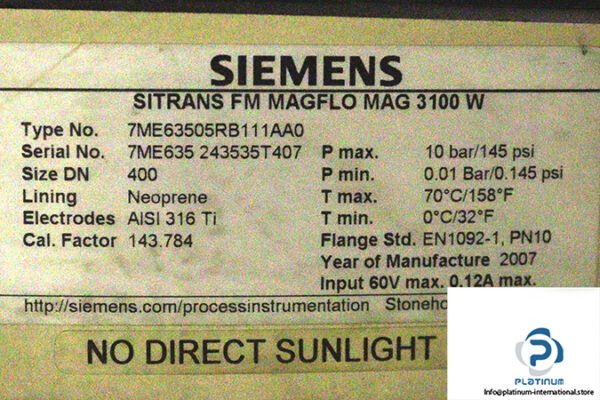 SIEMENS
SITRANS FM MAGFLO MAG 3100 W
Type No. 7ME63505RB111AA0
Serial No. 7ME635 243535T407 P max. 10 bar/145 psi
Size DN 400 P min. 0.01 Bar/0.145 psi
Lining Neoprene T max. 70°C/158°F
Electrodes AISI 316 Ti T min. 0°C/32°F
Cal. Factor 143.784 Flange Std. EN1092-1, PN10
Year of Manufacture 2007
Input 60V max. 0.12A max.
http://siemens.com/processinstrumentation
NO DIRECT SUNLIGHT
PLATINUM
Info@platinum-international.store